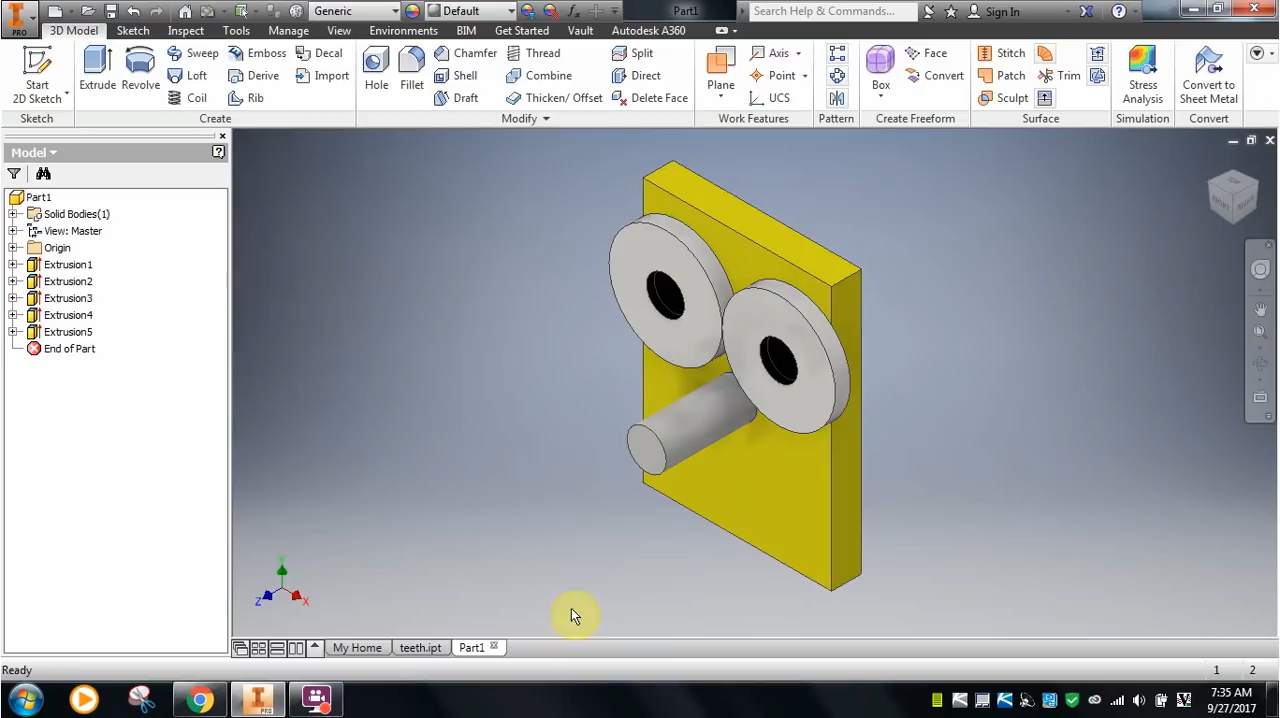 Generic
Default
Part1
Search Help & Commands...
Sign In
PRO
3D Model
Sketch
Inspect
Tools
Manage
View
Environments
BIM
Get Started
Vault
Autodesk A360
Start
2D Sketch
Extrude
Revolve
Sweep
Emboss
Decal
Loft
Derive
Import
Coil
Rib
Hole
Fillet
Chamfer
Thread
Split
Shell
Combine
Direct
Draft
Thicken/ Offset
Delete Face
Plane
Axis
Point
UCS
Box
Face
Convert
Stitch
Patch
Trim
Sculpt
Stress
Analysis
Convert to
Sheet Metal
Sketch
Create
Modify
Work Features
Pattern
Create Freeform
Surface
Simulation
Convert
Model
Part1
Solid Bodies(1)
View: Master
Origin
Extrusion1
Extrusion2
Extrusion3
Extrusion4
Extrusion5
End of Part
TOP
FRONT
RIGHT
Y
Z
X
My Home
teeth.ipt
Part1
Ready
1
2
PRO
7:35 AM
9/27/2017